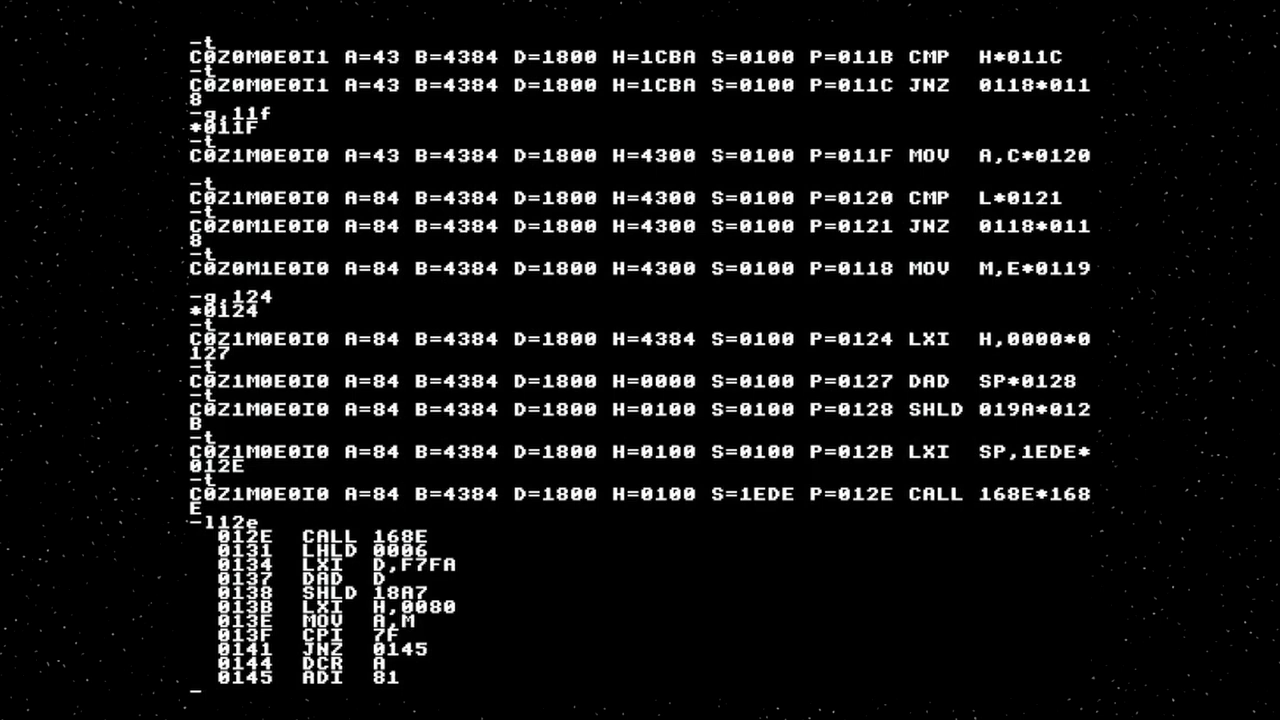 -t
C0Z0M0E0I1 A=43 B=4384 D=1800 H=1CBA S=0100 P=011B CMP  H*011C
-t
C0Z0M0E0I1 A=43 B=4384 D=1800 H=1CBA S=0100 P=011C JNZ  0118*011
8
-g,11f
*011F
-t
C0Z1M0E0I0 A=43 B=4384 D=1800 H=4300 S=0100 P=011F MOV  A,C*0120
-t
C0Z1M0E0I0 A=84 B=4384 D=1800 H=4300 S=0100 P=0120 CMP  L*0121
-t
C0Z0M1E0I0 A=84 B=4384 D=1800 H=4300 S=0100 P=0121 JNZ  0118*011
8
-t
C0Z0M1E0I0 A=84 B=4384 D=1800 H=4300 S=0100 P=0118 MOV  M,E*0119
-g,124
*0124
-t
C0Z1M0E0I0 A=84 B=4384 D=1800 H=4384 S=0100 P=0124 LXI  H,0000*0
127
-t
C0Z1M0E0I0 A=84 B=4384 D=1800 H=0000 S=0100 P=0127 DAD  SP*0128
-t
C0Z1M0E0I0 A=84 B=4384 D=1800 H=0100 S=0100 P=0128 SHLD 019A*012
B
-t
C0Z1M0E0I0 A=84 B=4384 D=1800 H=0100 S=0100 P=012B LXI  SP,1EDE*
012E
-t
C0Z1M0E0I0 A=84 B=4384 D=1800 H=0100 S=1EDE P=012E CALL 168E*168
E
-l12e
  012E  CALL 168E
  0131  LHLD 0006
  0134  LXI  D,F7FA
  0137  DAD  D
  0138  SHLD 18A7
  013B  LXI  H,0080
  013E  MOV  A,M
  013F  CPI  7F
  0141  JNZ  0145
  0144  DCR  A
  0145  ADI  81
-